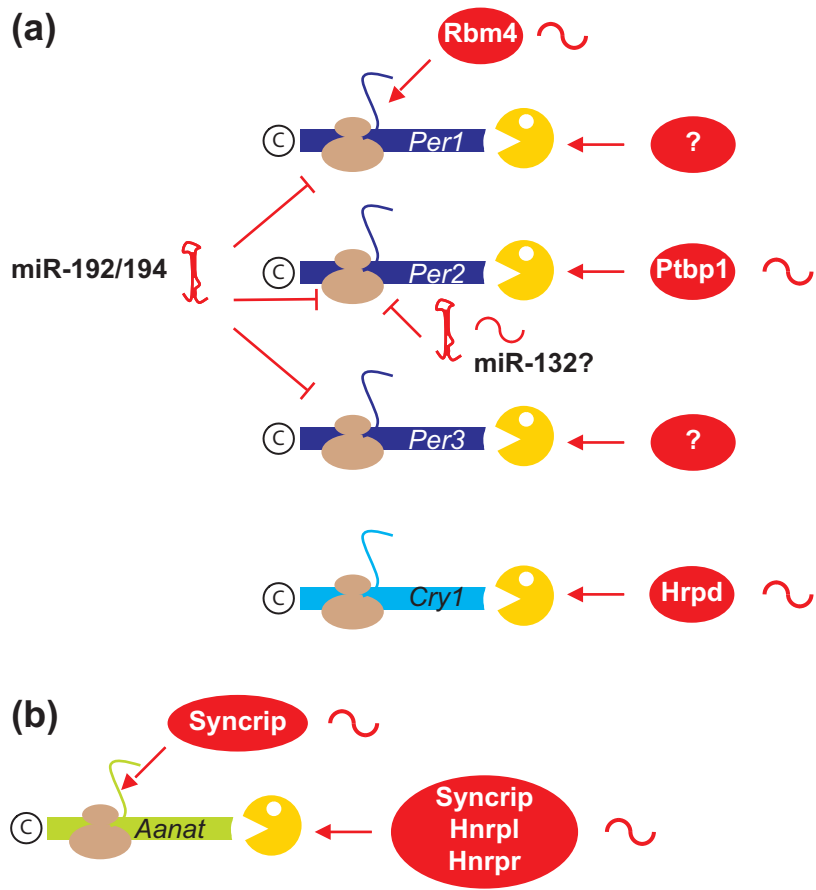 (a)
Rbm4
C Per1 ?
miR-192/194
C Per2 Ptbp1
miR-132?
C Per3 ?
C Cry1 Hrpd
(b)
Syncrip
C Aanat
Syncrip
Hnrpl
Hnrpr